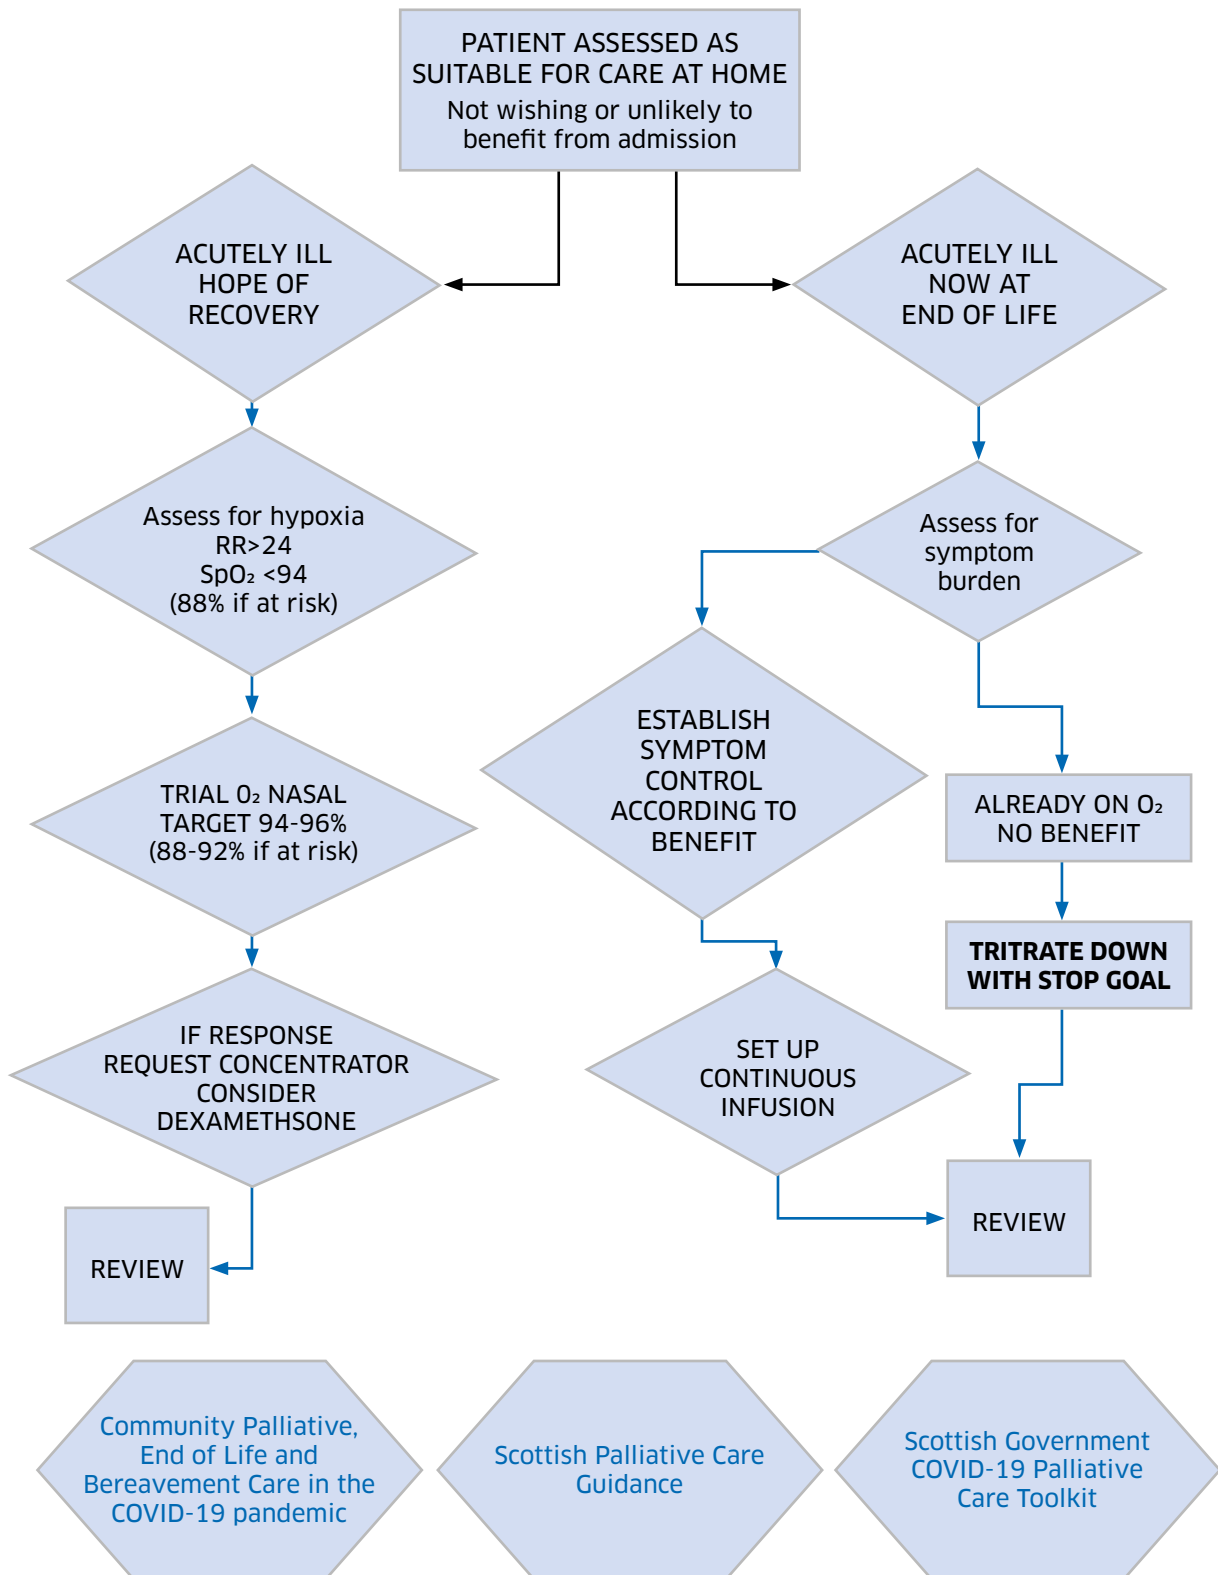 PATIENT ASSESSED AS
SUITABLE FOR CARE AT HOME
Not wishing or unlikely to
benefit from admission
ACUTELY ILL
HOPE OF
RECOVERY
ACUTELY ILL
NOW AT
END OF LIFE
Assess for hypoxia
RR>24
SpO₂ <94
(88% if at risk)
Assess for
symptom
burden
TRIAL 0₂ NASAL
TARGET 94-96%
(88-92% if at risk)
ESTABLISH
SYMPTOM
CONTROL
ACCORDING TO
BENEFIT
ALREADY ON O₂
NO BENEFIT
TRITRATE DOWN
WITH STOP GOAL
IF RESPONSE
REQUEST CONCENTRATOR
CONSIDER
DEXAMETHSONE
SET UP
CONTINUOUS
INFUSION
REVIEW
REVIEW
Community Palliative,
End of Life and
Bereavement Care in the
COVID-19 pandemic
Scottish Palliative Care
Guidance
Scottish Government
COVID-19 Palliative
Care Toolkit